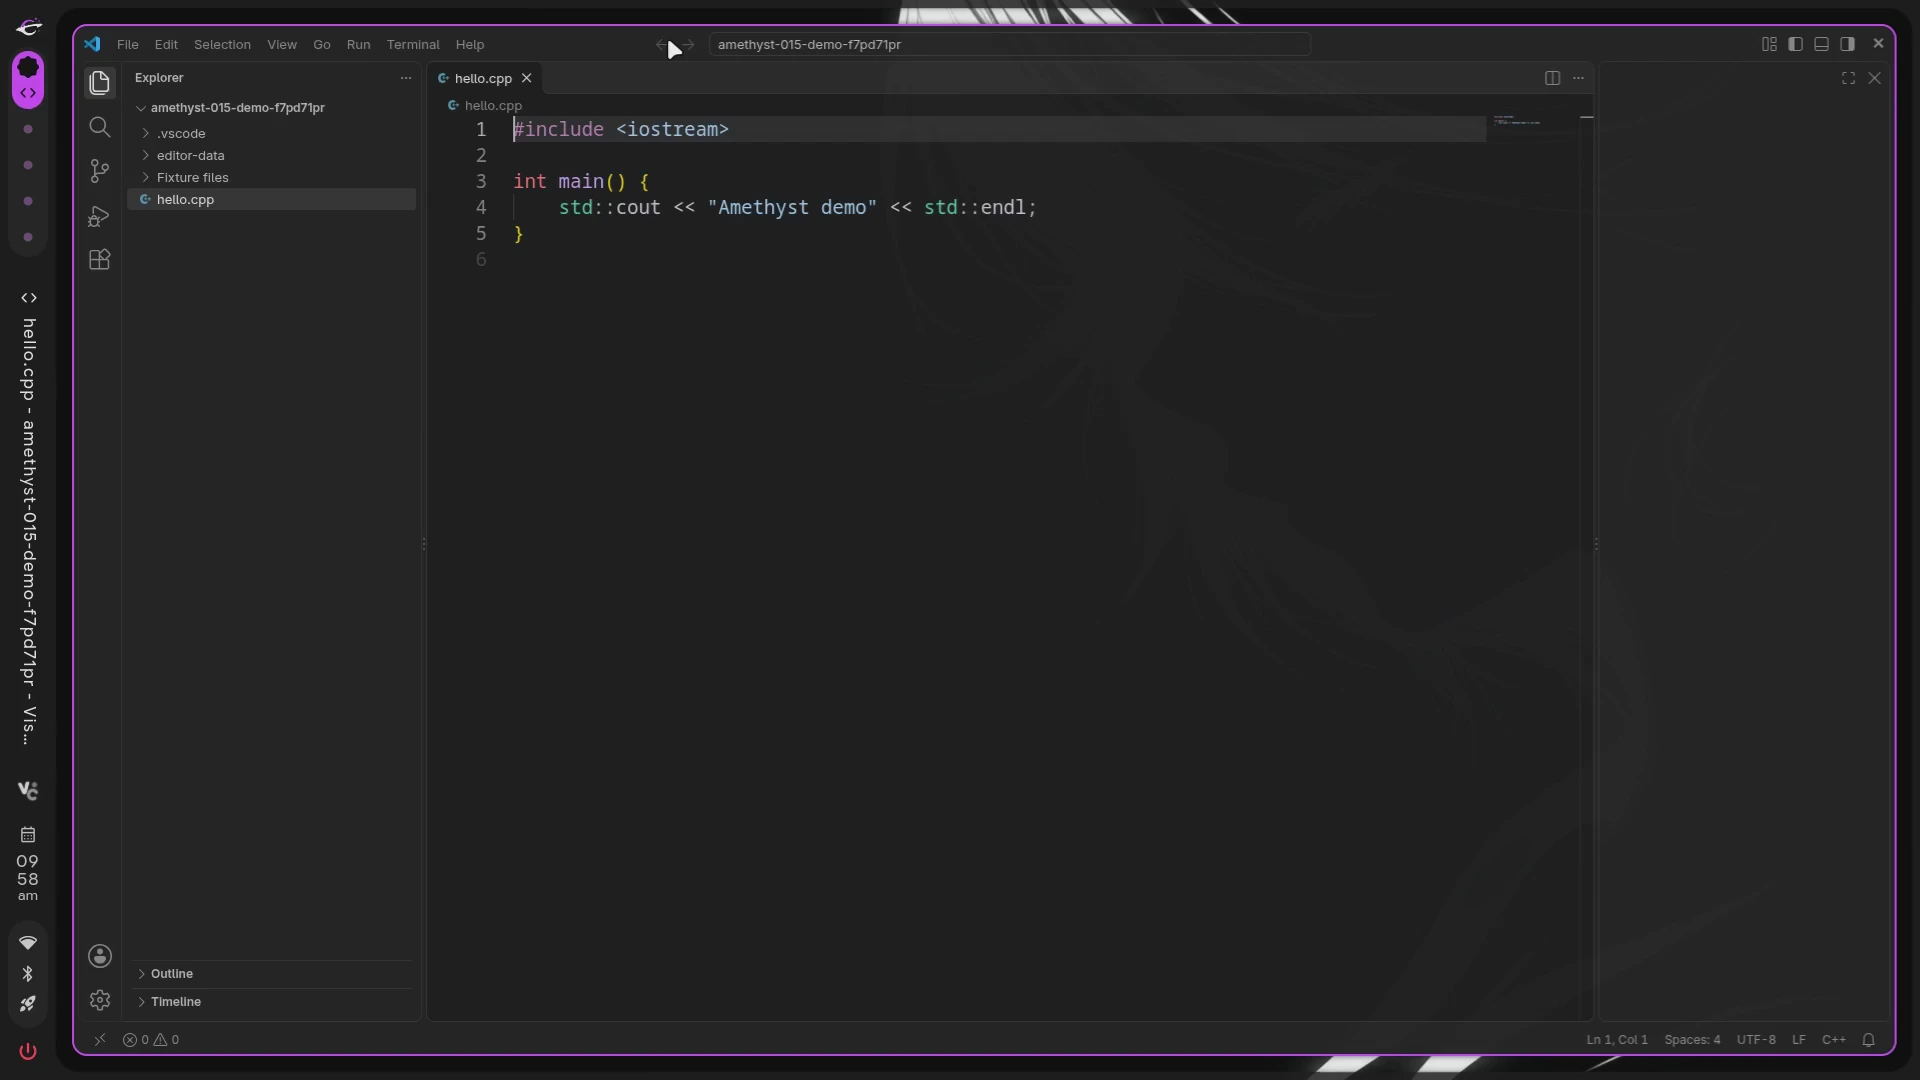 File Edit Selection View Go Run Terminal Help
amethyst-015-demo-f7pd71pr
Explorer
amethyst-015-demo-f7pd71pr
.vscode
editor-data
Fixture files
hello.cpp
Outline
Timeline
hello.cpp
hello.cpp
1 #include <iostream>
2
3 int main() {
4 std::cout << "Amethyst demo" << std::endl;
5 }
6
0 0
Ln 1, Col 1 Spaces: 4 UTF-8 LF C++
hello.cpp - amethyst-015-demo-f7pd71pr - Vis...
09
58
am